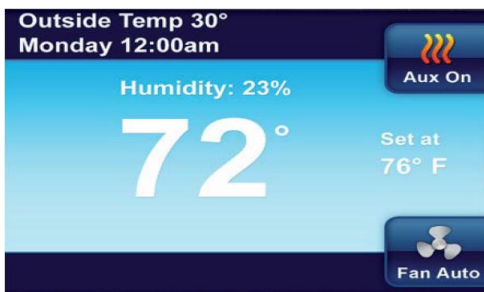 Outside Temp 30°
Monday 12:00am
Aux On
Humidity: 23%
72°
Set at
76° F
Fan Auto